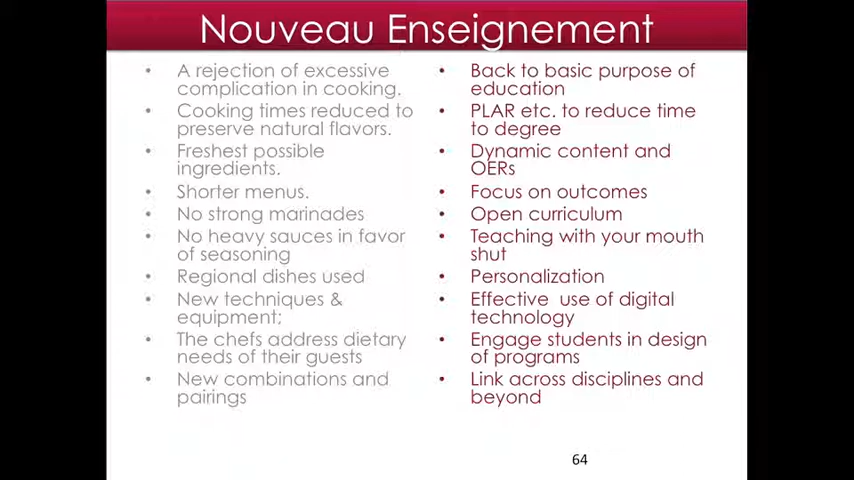 Nouveau Enseignement
• A rejection of excessive
complication in cooking.
• Cooking times reduced to
preserve natural flavors.
• Freshest possible
ingredients.
• Shorter menus.
• No strong marinades
• No heavy sauces in favor
of seasoning
• Regional dishes used
• New techniques &
equipment;
• The chefs address dietary
needs of their guests
• New combinations and
pairings
• Back to basic purpose of
education
• PLAR etc. to reduce time
to degree
• Dynamic content and
OERs
• Focus on outcomes
• Open curriculum
• Teaching with your mouth
shut
• Personalization
• Effective  use of digital
technology
• Engage students in design
of programs
• Link across disciplines and
beyond
64